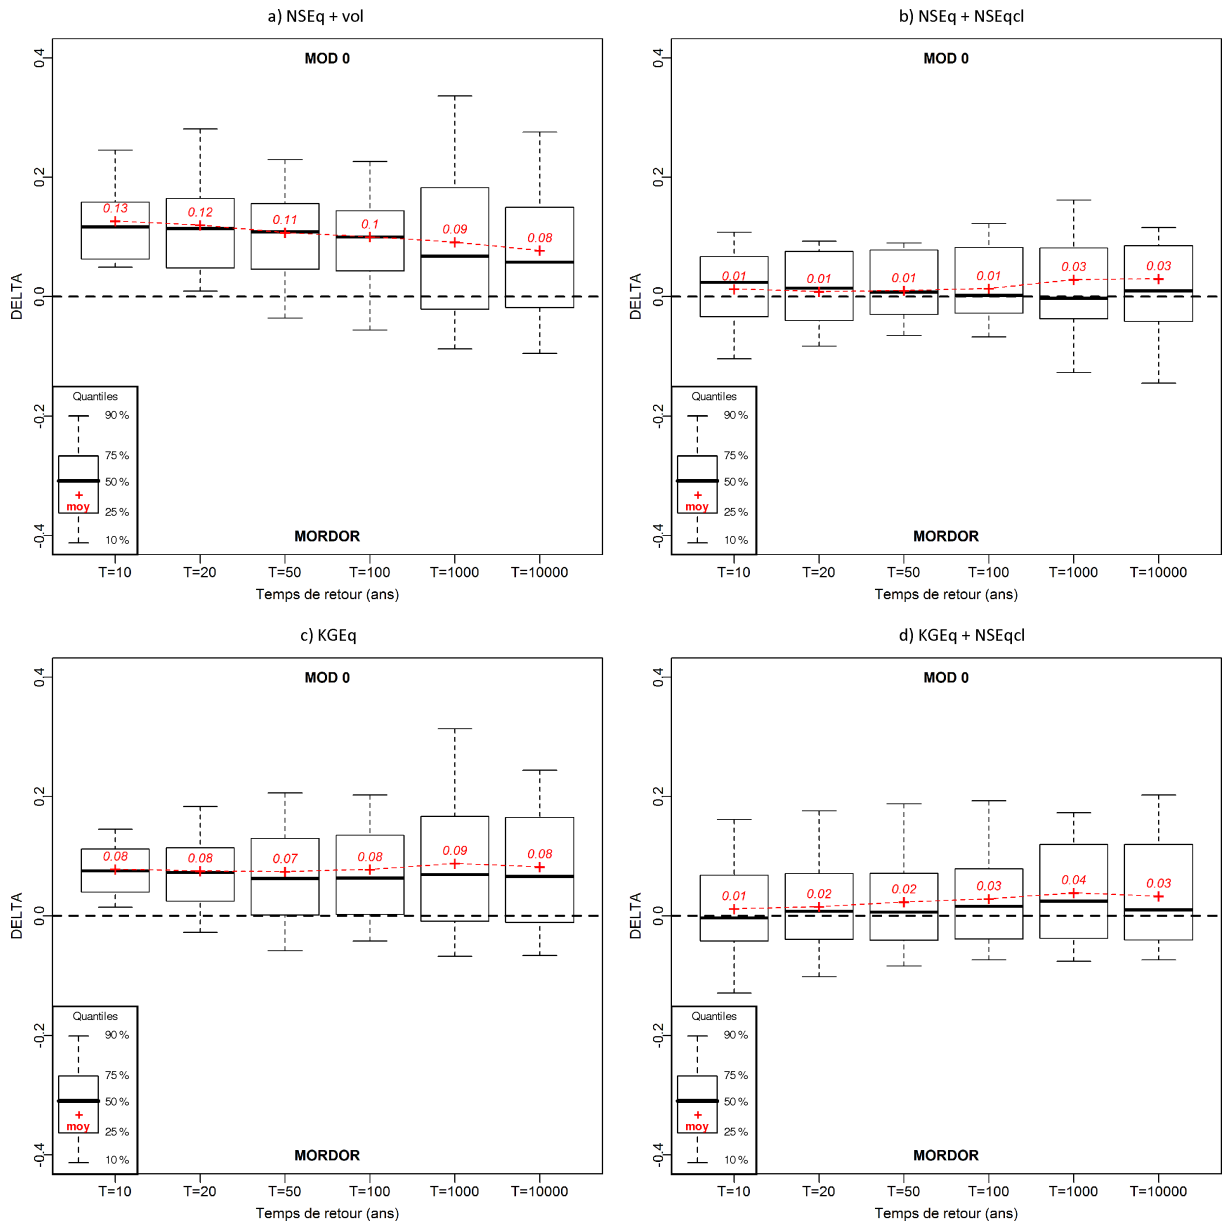 a) NSEq + vol
MOD 0
0.4
0.2
0.0
-0.2
-0.4
DELTA
0.13
0.12
0.11
0.1
0.09
0.08
Quantiles
90 %
75 %
50 %
moy
25 %
10 %
MORDOR
T=10
T=20
T=50
T=100
T=1000
T=10000
Temps de retour (ans)
b) NSEq + NSEqcl
MOD 0
0.4
0.2
0.0
-0.2
-0.4
DELTA
0.01
0.01
0.01
0.01
0.03
0.03
Quantiles
90 %
75 %
50 %
moy
25 %
10 %
MORDOR
T=10
T=20
T=50
T=100
T=1000
T=10000
Temps de retour (ans)
c) KGEq
MOD 0
0.4
0.2
0.0
-0.2
-0.4
DELTA
0.08
0.08
0.07
0.08
0.09
0.08
Quantiles
90 %
75 %
50 %
moy
25 %
10 %
MORDOR
T=10
T=20
T=50
T=100
T=1000
T=10000
Temps de retour (ans)
d) KGEq + NSEqcl
MOD 0
0.4
0.2
0.0
-0.2
-0.4
DELTA
0.01
0.02
0.02
0.03
0.04
0.03
Quantiles
90 %
75 %
50 %
moy
25 %
10 %
MORDOR
T=10
T=20
T=50
T=100
T=1000
T=10000
Temps de retour (ans)